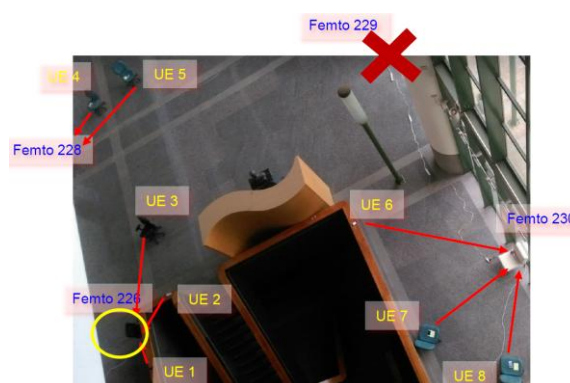 Femto 229
UE 4
UE 5
Femto 228
UE 3
UE 6
Femto 230
Femto 226
UE 2
UE 7
UE 1
UE 8